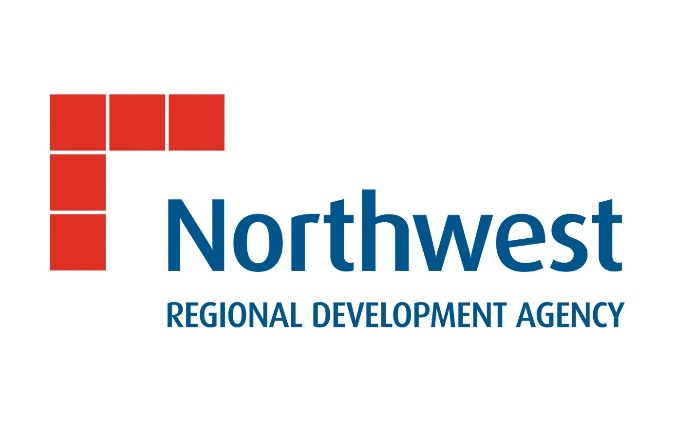 Northwest
REGIONAL DEVELOPMENT AGENCY